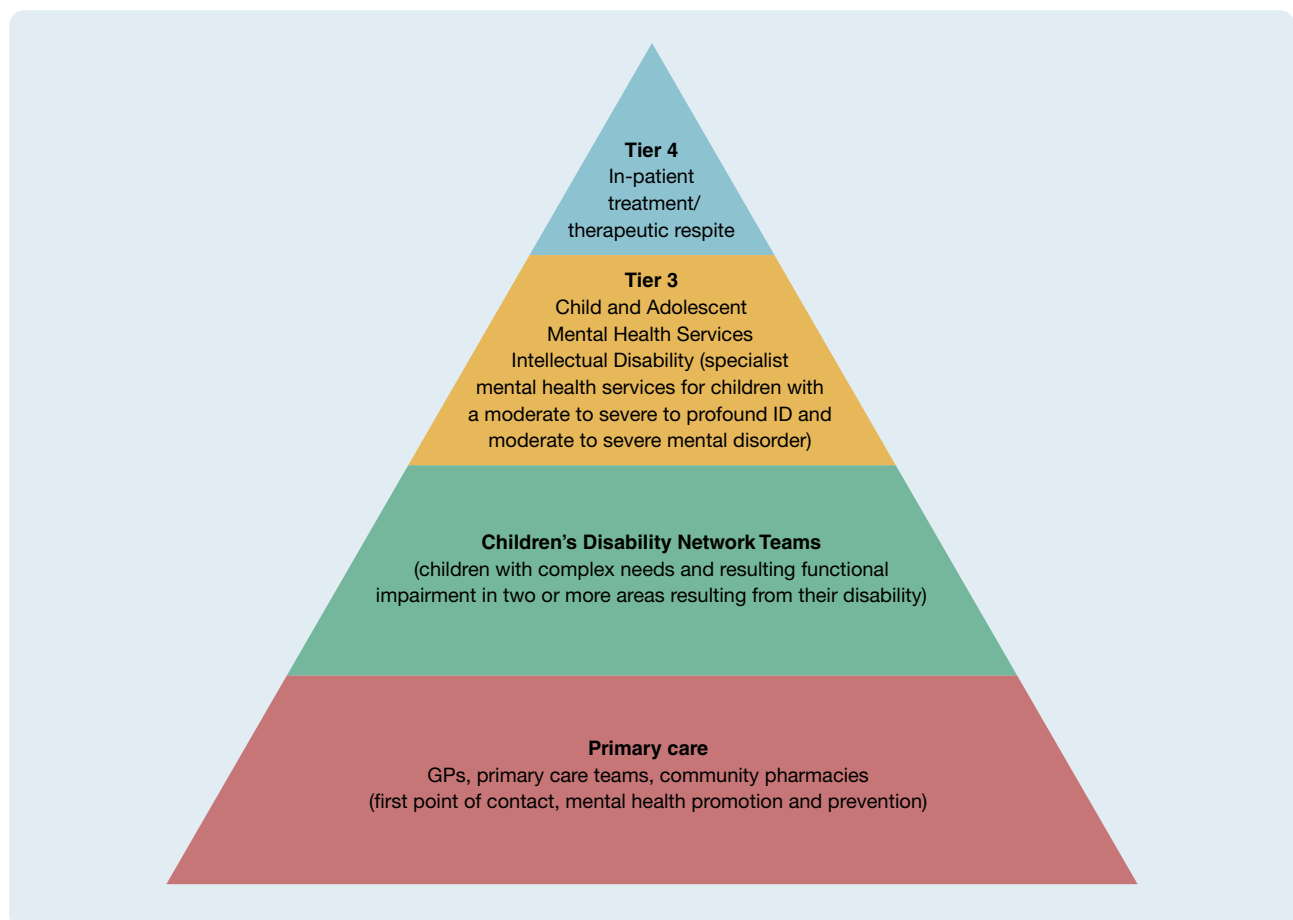 Tier 4
In-patient
treatment/
therapeutic respite
Tier 3
Child and Adolescent
Mental Health Services
Intellectual Disability (specialist
mental health services for children with
a moderate to severe to profound ID and
moderate to severe mental disorder)
Children’s Disability Network Teams
(children with complex needs and resulting functional
impairment in two or more areas resulting from their disability)
Primary care
GPs, primary care teams, community pharmacies
(first point of contact, mental health promotion and prevention)